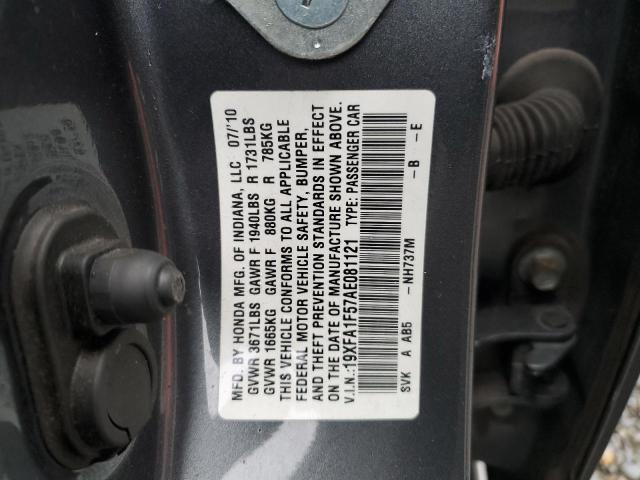 MFD. BY HONDA MFG. OF INDIANA, LLC 07/'10
GVWR 3671LBS GAWR F 1940LBS R 1731LBS
GVWR 1665KG GAWR F 880KG R 785KG
THIS VEHICLE CONFORMS TO ALL APPLICABLE
FEDERAL MOTOR VEHICLE SAFETY, BUMPER,
AND THEFT PREVENTION STANDARDS IN EFFECT
ON THE DATE OF MANUFACTURE SHOWN ABOVE.
V.I.N.:19XFA1F57AE081121 TYPE: PASSENGER CAR
SVK A AB5 -NH737M -B -E